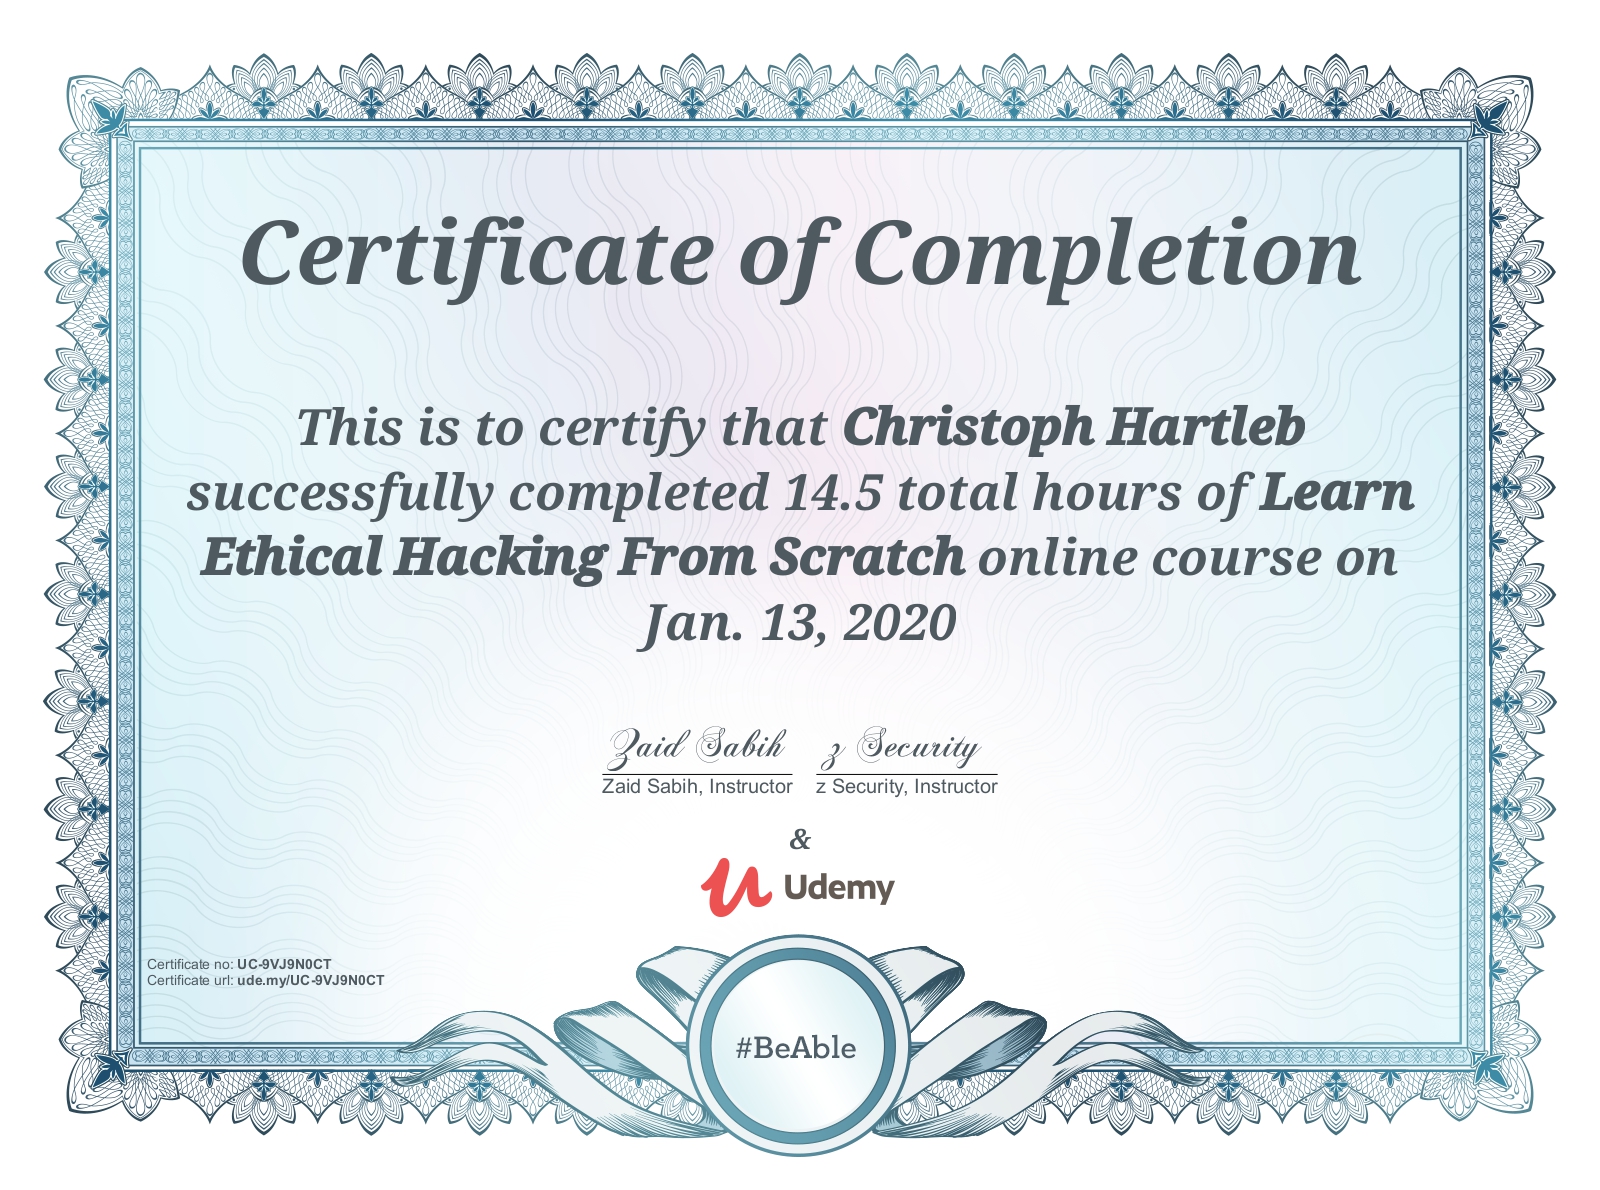 Certificate of Completion
This is to certify that Christoph Hartleb
successfully completed 14.5 total hours of Learn
Ethical Hacking From Scratch online course on
Jan. 13, 2020
Zaid Sabih z Security
Zaid Sabih, Instructor z Security, Instructor
&
Udemy
Certificate no: UC-9VJ9N0CT
Certificate url: ude.my/UC-9VJ9N0CT
#BeAble